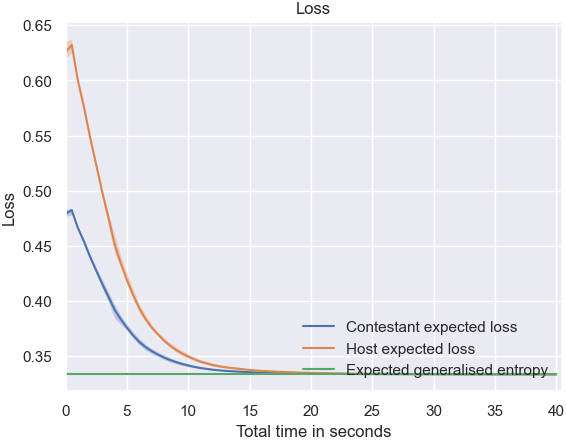 Loss
0.65
0.60
0.55
0.50
0.45
0.40
0.35
Loss
Contestant expected loss
Host expected loss
Expected generalised entropy
0 5 10 15 20 25 30 35 40
Total time in seconds